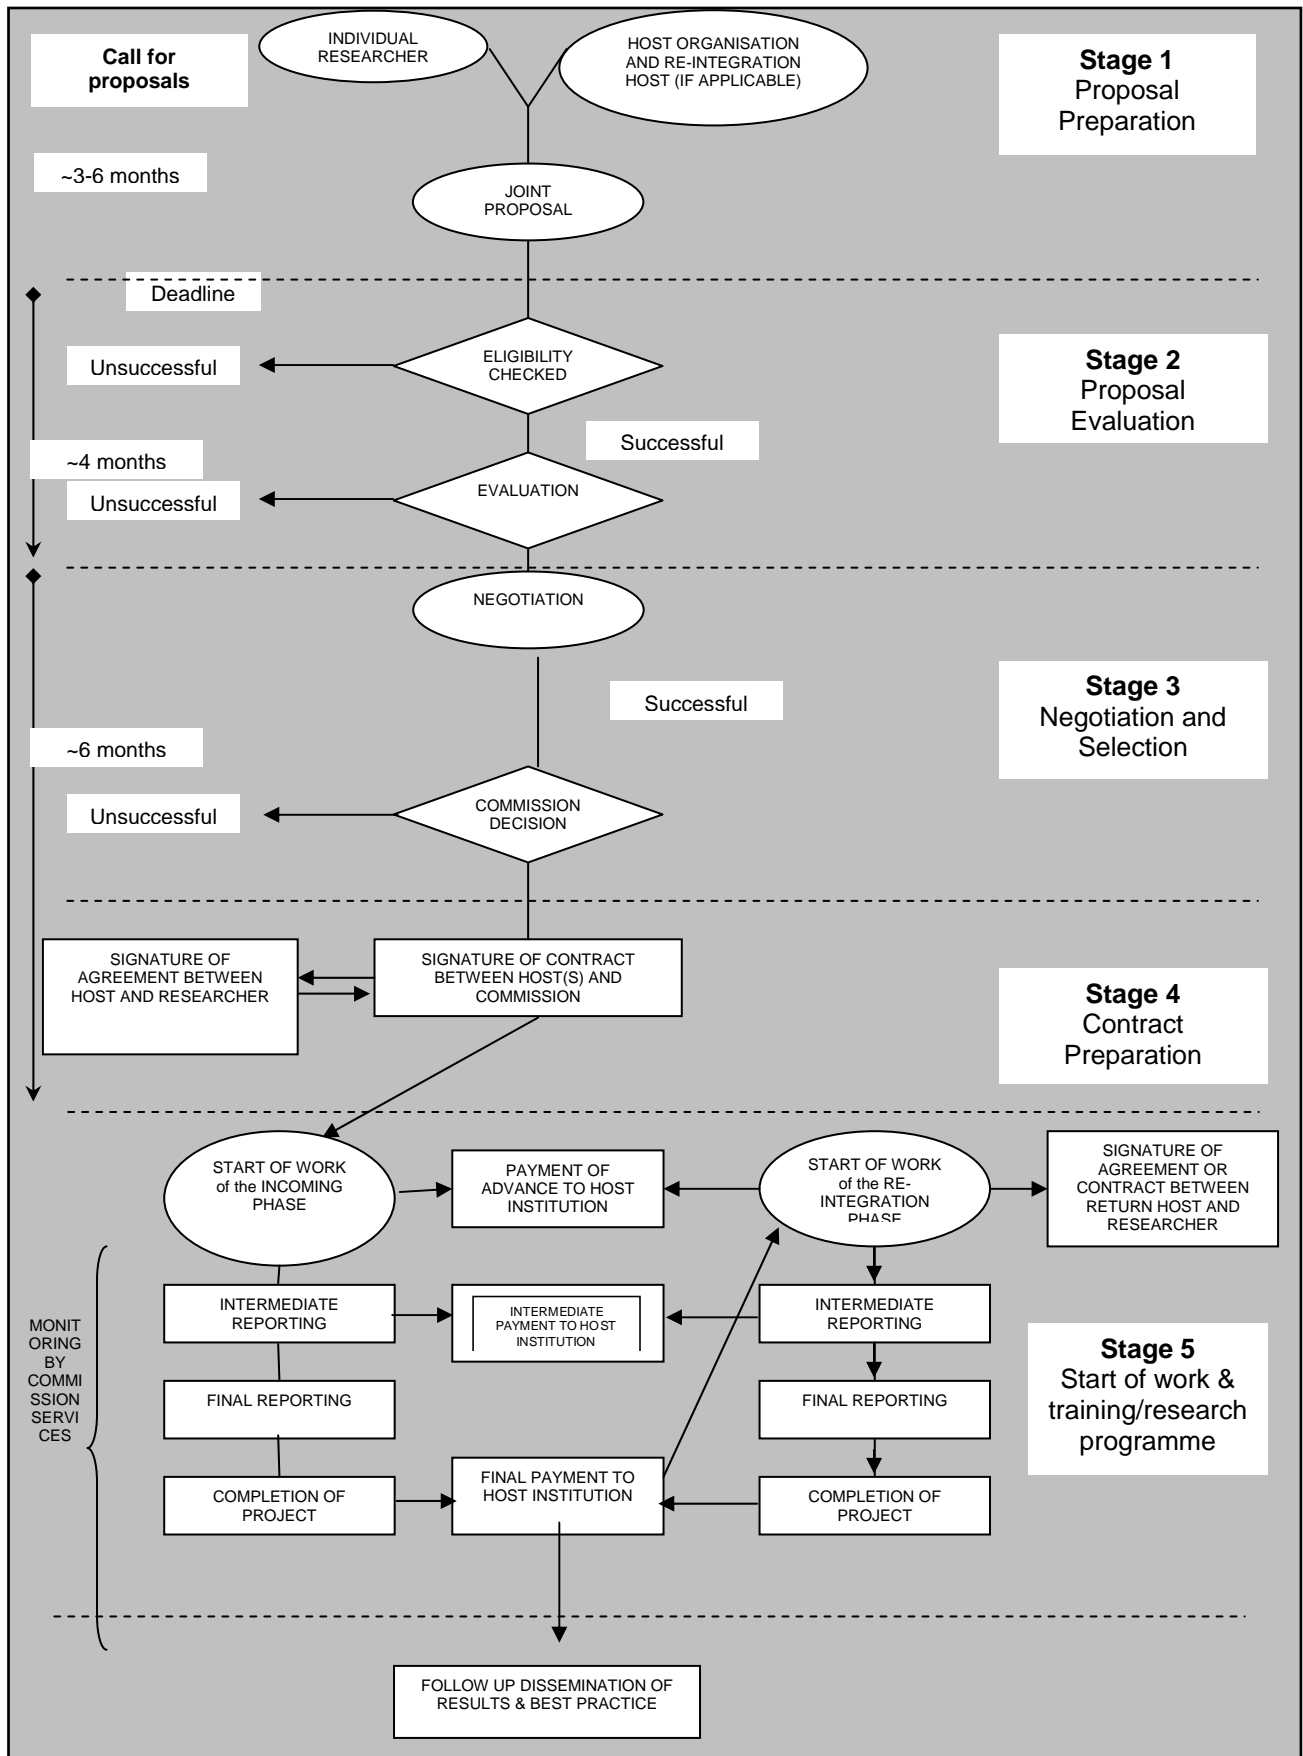 Call for
proposals
INDIVIDUAL
RESEARCHER
HOST ORGANISATION
AND RE-INTEGRATION
HOST (IF APPLICABLE)
Stage 1
Proposal
Preparation
~3-6 months
JOINT
PROPOSAL
Deadline
Unsuccessful
ELIGIBILITY
CHECKED
Stage 2
Proposal
Evaluation
Successful
~4 months
Unsuccessful
EVALUATION
NEGOTIATION
Successful
Stage 3
Negotiation and
Selection
~6 months
Unsuccessful
COMMISSION
DECISION
SIGNATURE OF
AGREEMENT BETWEEN
HOST AND RESEARCHER
SIGNATURE OF CONTRACT
BETWEEN HOST(S) AND
COMMISSION
Stage 4
Contract
Preparation
START OF WORK
of the INCOMING
PHASE
PAYMENT OF
ADVANCE TO HOST
INSTITUTION
START OF WORK
of the RE-
INTEGRATION
PHASE
SIGNATURE OF
AGREEMENT OR
CONTRACT BETWEEN
RETURN HOST AND
RESEARCHER
MONIT
ORING
BY
COMMI
SSION
SERVI
CES
INTERMEDIATE
REPORTING
INTERMEDIATE
PAYMENT TO HOST
INSTITUTION
INTERMEDIATE
REPORTING
Stage 5
Start of work &
training/research
programme
FINAL REPORTING
FINAL REPORTING
COMPLETION OF
PROJECT
FINAL PAYMENT TO
HOST INSTITUTION
COMPLETION OF
PROJECT
FOLLOW UP DISSEMINATION OF
RESULTS & BEST PRACTICE